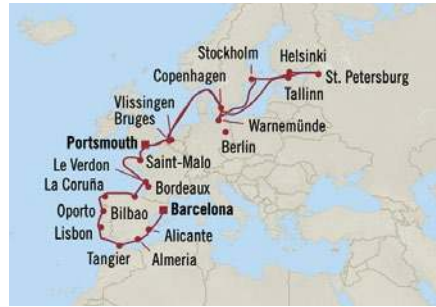 Stockholm
Helsinki
Copenhagen
St. Petersburg
Tallinn
Vlissingen
Bruges
Warnemünde
Portsmouth
Berlin
Le Verdon
Saint-Malo
La Coruña
Bordeaux
Oporto
Bilbao
Barcelona
Lisbon
Alicante
Tangier
Almeria